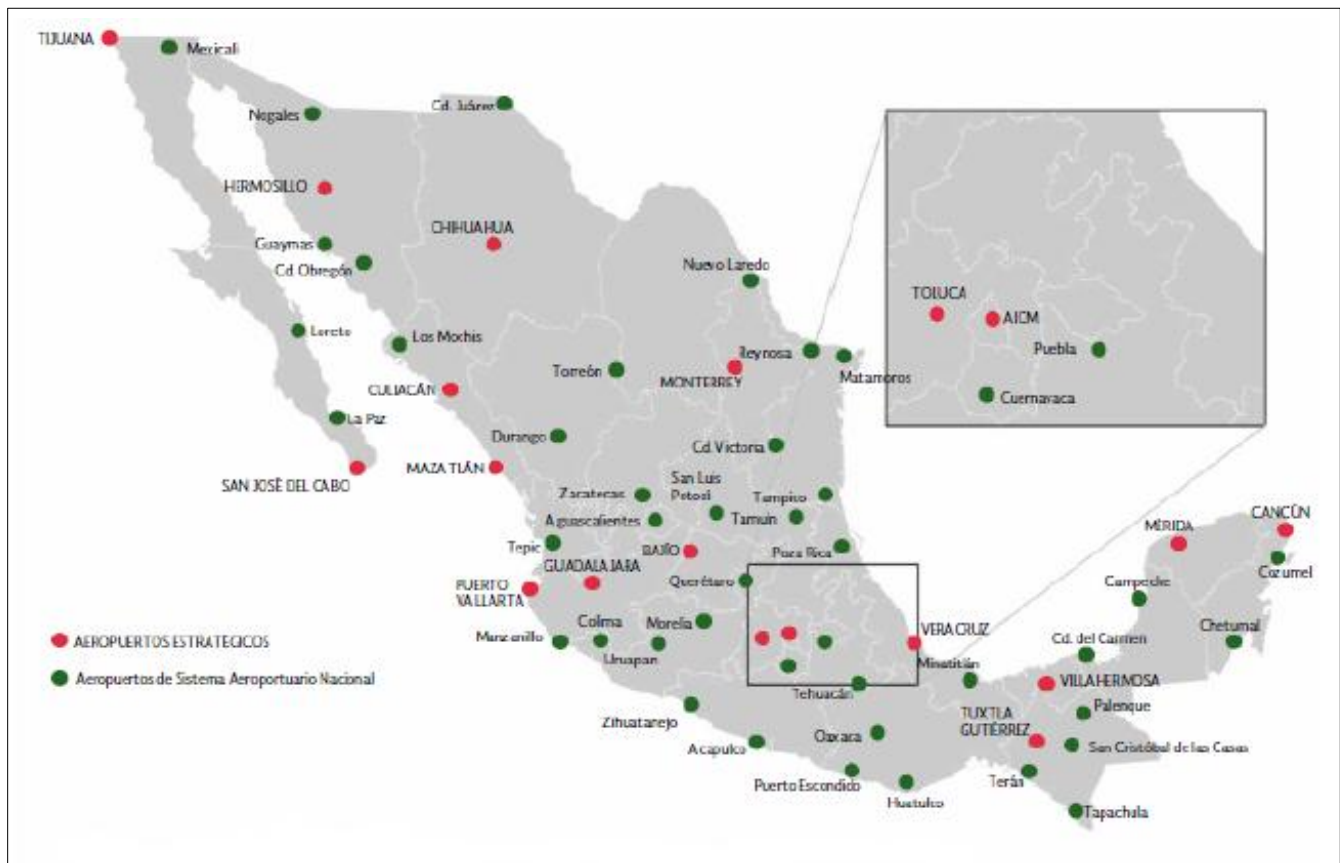 TIJUANA
Mexicali
Nogales
Cd. Juárez
HERMOSILLO
CHIHUAHUA
Guaymas
Cd. Obregón
Nuevo Laredo
TOLUCA
AICM
Puebla
Cuernavaca
Loreto
Los Mochis
Torreón
Reynosa
MONTERREY
Matamoros
CULIACÁN
La Paz
Durango
Cd. Victoria
SAN JOSÉ DEL CABO
MAZATLÁN
Zacatecas
San Luis
Potosí
Tampico
Aguascalientes
Tamuín
Tepic
BAJÍO
Poza Rica
MÉRIDA
CANCÚN
Cozumel
GUADALAJARA
Querétaro
PUERTO
VALLARTA
Campeche
Colima
Morelia
Manzanillo
Uruapan
VERACRUZ
Cd. del Carmen
Chetumal
AEROPUERTOS ESTRATÉGICOS
Aeropuertos de Sistema Aeroportuario Nacional
Minatitlán
VILLAHERMOSA
Tehuacán
Palenque
Zihuatanejo
TUXTLA
GUTIÉRREZ
Acapulco
Oaxaca
San Cristóbal de las Casas
Puerto Escondido
Huatulco
Terán
Tapachula